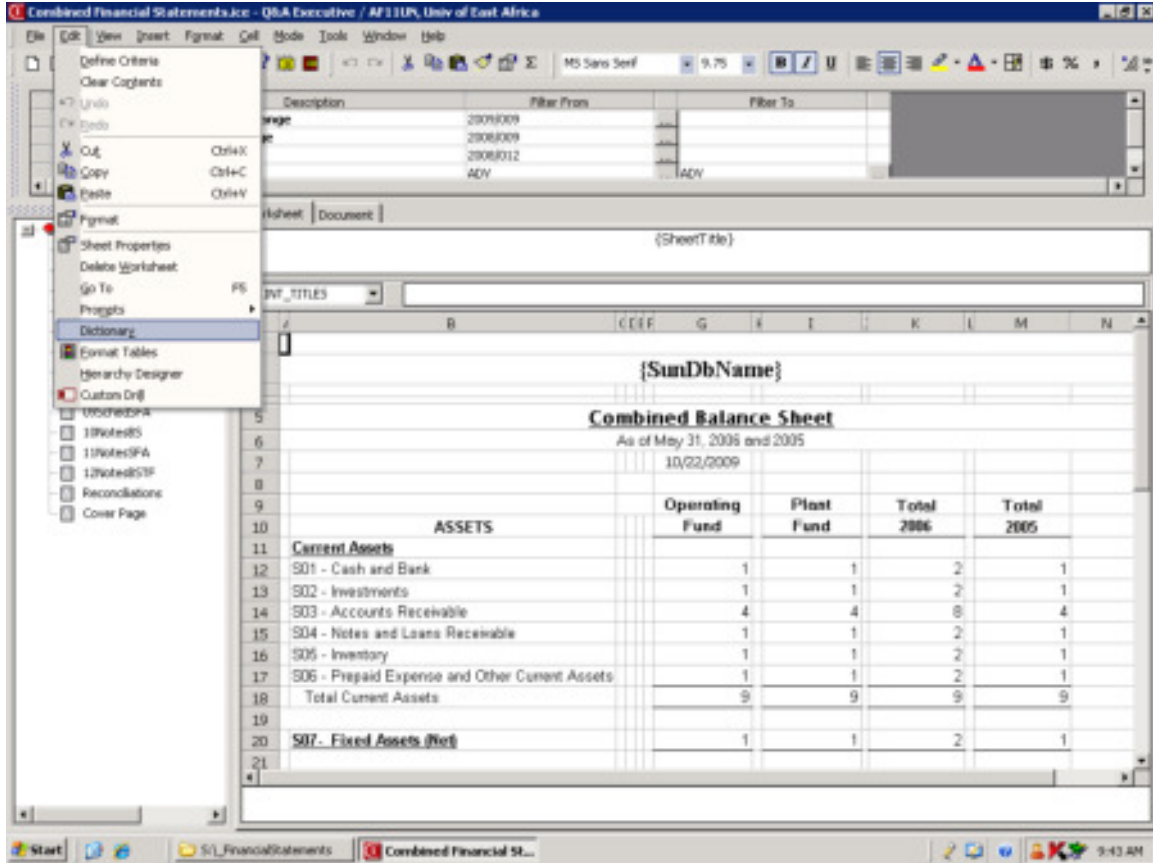 Combined Financial Statements.ice - Q&A Executive / AF11UN, Univ of East Africa
File Edit View Insert Format Cell Mode Tools Window Help
MS Sans Serif 9.75 B I U
Define Criteria
Clear Contents
Undo
Redo
Cut Ctrl+X
Copy Ctrl+C
Paste Ctrl+V
Format
Sheet Properties
Delete Worksheet
Go To F5
Prompts
Dictionary
Format Tables
Hierarchy Designer
Custom Drill
Description Filter From Filter To
2009/009
2008/009
2008/012
ADV ADV
Document
{SheetTitle}
B G I K L M N
{SunDbName}
5 Combined Balance Sheet
6 As of May 31, 2006 and 2005
7 10/22/2009
8
9 Operating Plant Total Total
10 ASSETS Fund Fund 2006 2005
11 Current Assets
12 S01 - Cash and Bank 1 1 2 1
13 S02 - Investments 1 1 2 1
14 S03 - Accounts Receivable 4 4 8 4
15 S04 - Notes and Loans Receivable 1 1 2 1
16 S05 - Inventory 1 1 2 1
17 S06 - Prepaid Expense and Other Current Assets 1 1 2 1
18 Total Current Assets 9 9 9 9
19
20 S07- Fixed Assets (Net) 1 1 2 1
21
09SchedSFA
10NotesBS
11NotesSFA
12NotesBSTF
Reconciliations
Cover Page
Start S:\_FinancialStatements Combined Financial St... 9:43 AM